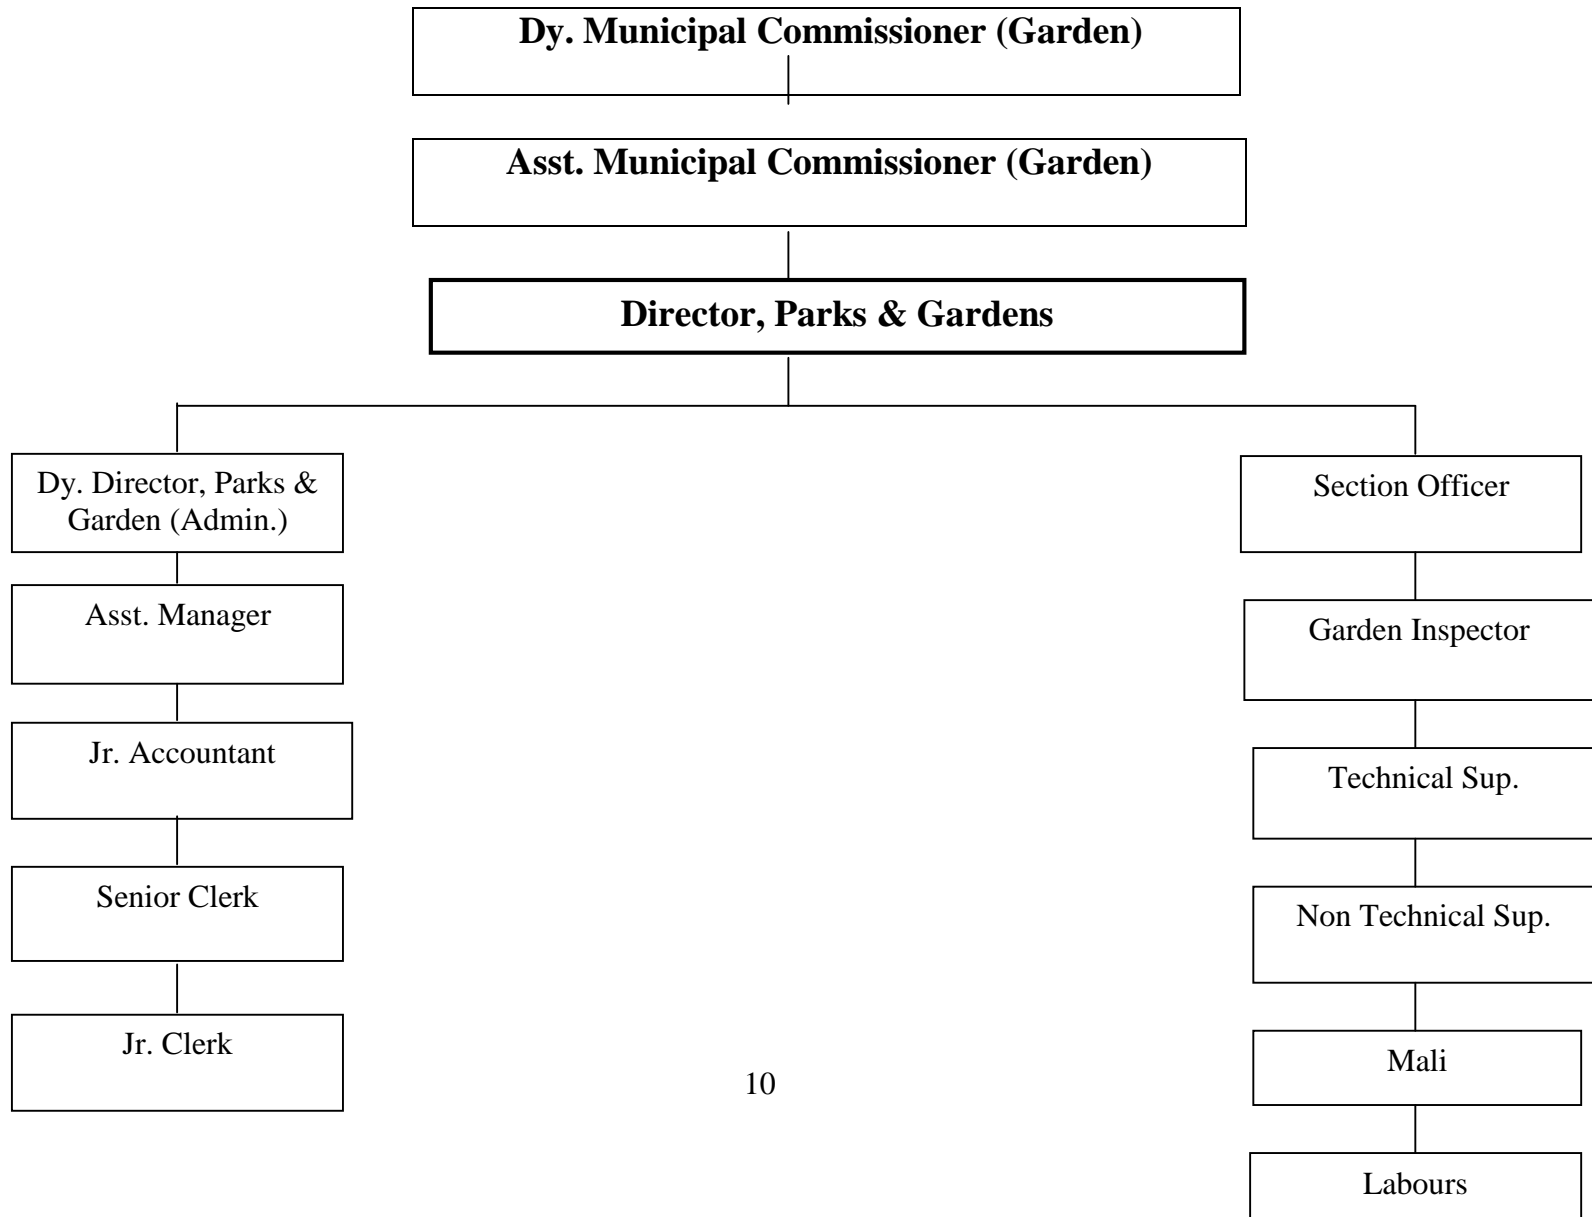 Dy. Municipal Commissioner (Garden)
Asst. Municipal Commissioner (Garden)
Director, Parks & Gardens
Dy. Director, Parks &
Garden (Admin.)
Asst. Manager
Jr. Accountant
Senior Clerk
Jr. Clerk
Section Officer
Garden Inspector
Technical Sup.
Non Technical Sup.
Mali
Labours
10